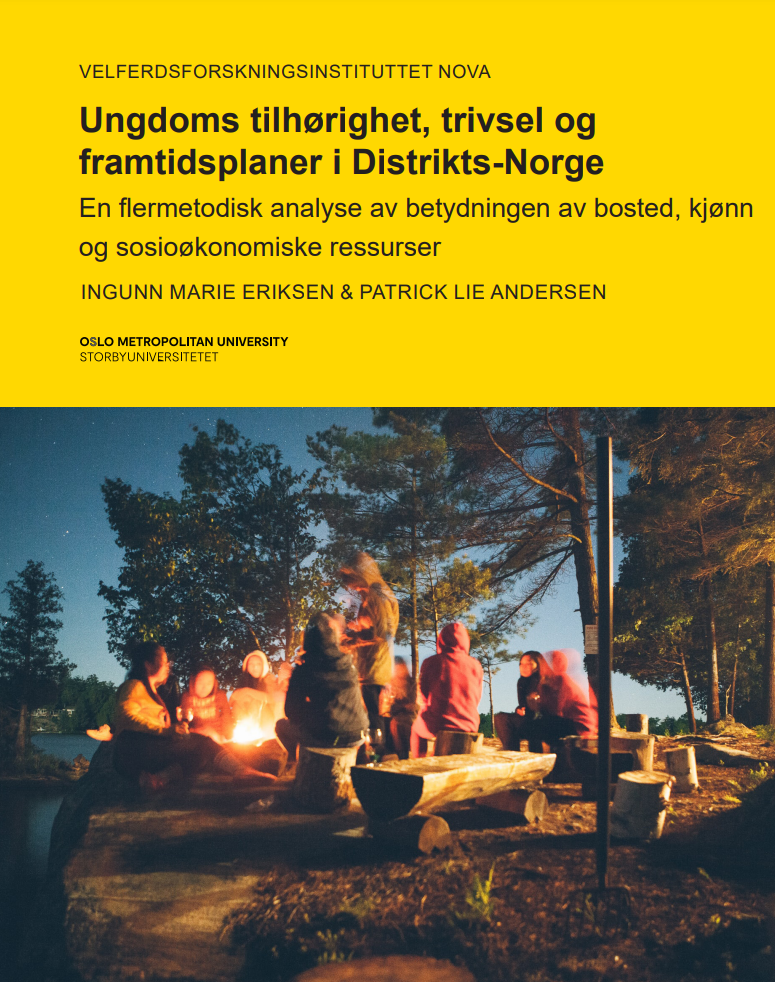 VELFERDSFORSKNINGSINSTITUTTET NOVA
Ungdoms tilhørighet, trivsel og
framtidsplaner i Distrikts-Norge
En flermetodisk analyse av betydningen av bosted, kjønn
og sosioøkonomiske ressurser
INGUNN MARIE ERIKSEN & PATRICK LIE ANDERSEN
OSLO METROPOLITAN UNIVERSITY
STORBYUNIVERSITETET